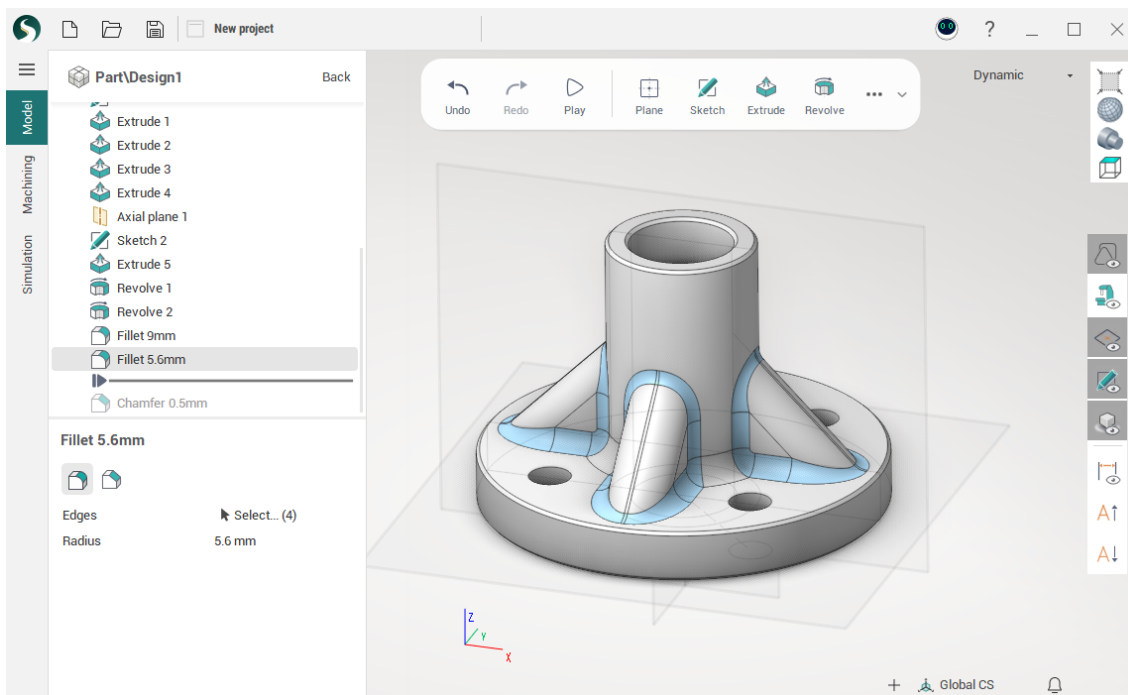 New project
Part\Design1
Back
Model
Machining
Simulation
Extrude 1
Extrude 2
Extrude 3
Extrude 4
Axial plane 1
Sketch 2
Extrude 5
Revolve 1
Revolve 2
Fillet 9mm
Fillet 5.6mm
Chamfer 0.5mm
Fillet 5.6mm
Edges
Select... (4)
Radius
5.6 mm
Undo
Redo
Play
Plane
Sketch
Extrude
Revolve
Dynamic
A
A
Z
Y
X
Global CS